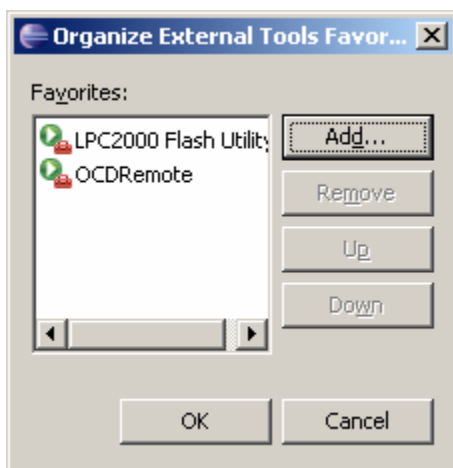 Organize External Tools Favor...
Favorites:
LPC2000 Flash Utility
OCDRemote
Add...
Remove
Up
Down
OK
Cancel